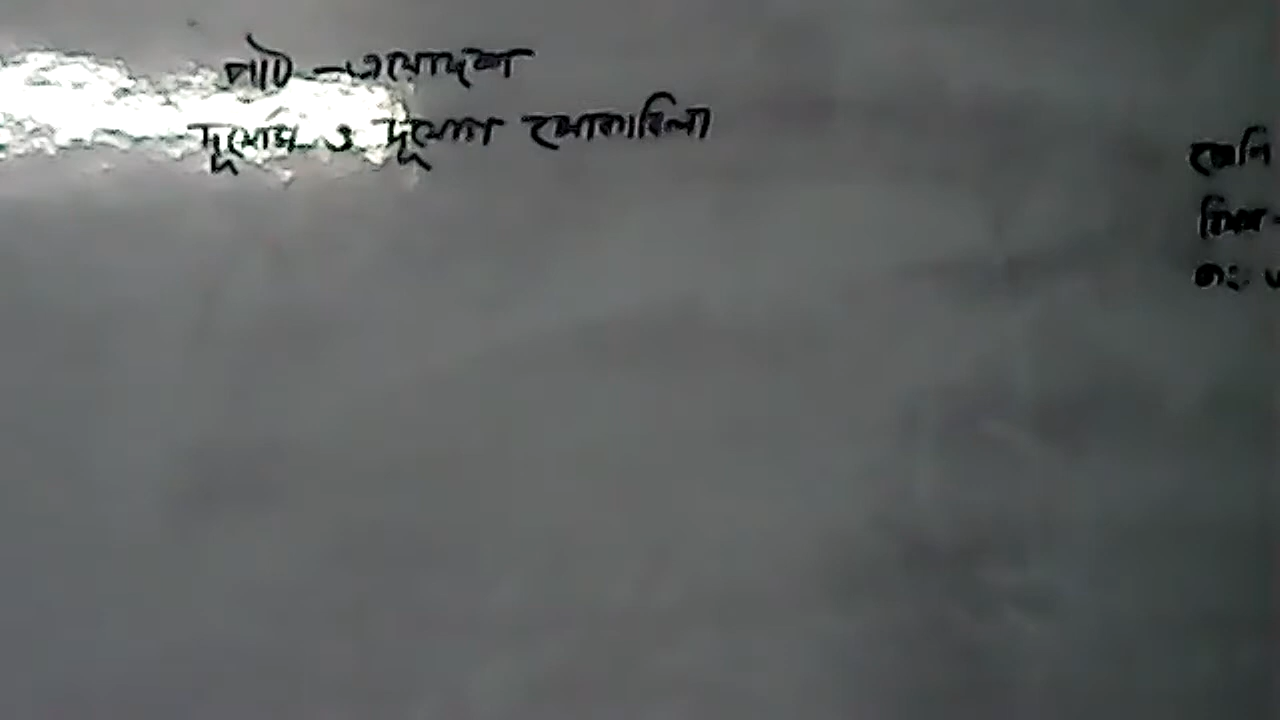 পাঠ - ত্রয়োদশ
দুর্যোগ ও দুর্যোগ মোকাবিলা
শ্রেণি